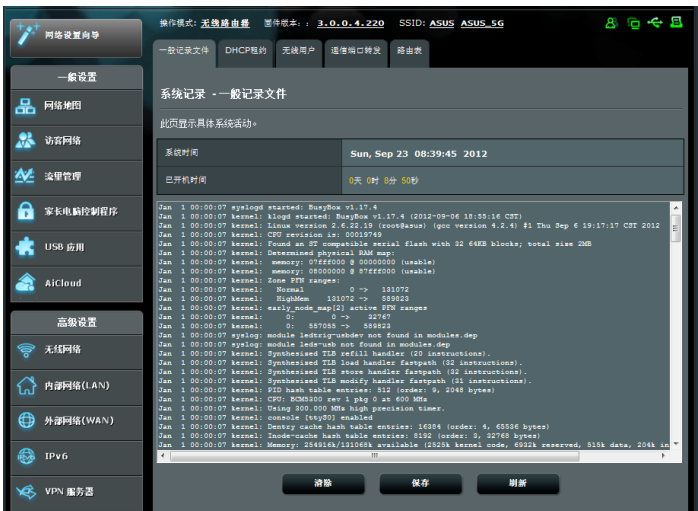 网络设置向导
操作模式: 无线路由器 固件版本: : 3.0.0.4.220 SSID: ASUS ASUS_5G
一般记录文件 DHCP租约 无线用户 通信端口转发 路由表
一般设置
网络地图
访客网络
流量管理
家长电脑控制程序
USB 应用
AiCloud
高级设置
无线网络
内部网络(LAN)
外部网络(WAN)
IPv6
VPN 服务器
系统记录 - 一般记录文件
此页显示具体系统活动。
系统时间 Sun, Sep 23 08:39:45 2012
已开机时间 0天 0时 8分 50秒
Jan 1 00:00:07 syslogd started: BusyBox v1.17.4
Jan 1 00:00:07 kernel: klogd started: BusyBox v1.17.4 (2012-09-06 18:55:16 CST)
Jan 1 00:00:07 kernel: Linux version 2.6.22.19 (root@asus) (gcc version 4.2.4) #1 Thu Sep 6 19:17:17 CST 2012
Jan 1 00:00:07 kernel: CPU revision is: 00019749
Jan 1 00:00:07 kernel: Found an ST compatible serial flash with 32 64KB blocks; total size 2MB
Jan 1 00:00:07 kernel: Determined physical RAM map:
Jan 1 00:00:07 kernel: memory: 07fff000 @ 00000000 (usable)
Jan 1 00:00:07 kernel: memory: 08000000 @ 87fff000 (usable)
Jan 1 00:00:07 kernel: Zone PFN ranges:
Jan 1 00:00:07 kernel: Normal 0 -> 131072
Jan 1 00:00:07 kernel: HighMem 131072 -> 589823
Jan 1 00:00:07 kernel: early_node_map[2] active PFN ranges
Jan 1 00:00:07 kernel: 0: 0 -> 32767
Jan 1 00:00:07 kernel: 0: 557055 -> 589823
Jan 1 00:00:07 syslog: module ledtrig-usbdev not found in modules.dep
Jan 1 00:00:07 syslog: module leds-usb not found in modules.dep
Jan 1 00:00:07 kernel: Synthesized TLB refill handler (20 instructions).
Jan 1 00:00:07 kernel: Synthesized TLB load handler fastpath (32 instructions).
Jan 1 00:00:07 kernel: Synthesized TLB store handler fastpath (32 instructions).
Jan 1 00:00:07 kernel: Synthesized TLB modify handler fastpath (31 instructions).
Jan 1 00:00:07 kernel: PID hash table entries: 512 (order: 9, 2048 bytes)
Jan 1 00:00:07 kernel: CPU: BCM5300 rev 1 pkg 0 at 600 MHz
Jan 1 00:00:07 kernel: Using 300.000 MHz high precision timer.
Jan 1 00:00:07 kernel: console [ttyS0] enabled
Jan 1 00:00:07 kernel: Dentry cache hash table entries: 16384 (order: 4, 65536 bytes)
Jan 1 00:00:07 kernel: Inode-cache hash table entries: 8192 (order: 3, 32768 bytes)
Jan 1 00:00:07 kernel: Memory: 254916k/131068k available (2525k kernel code, 6932k reserved, 515k data, 204k in
清除 保存 刷新